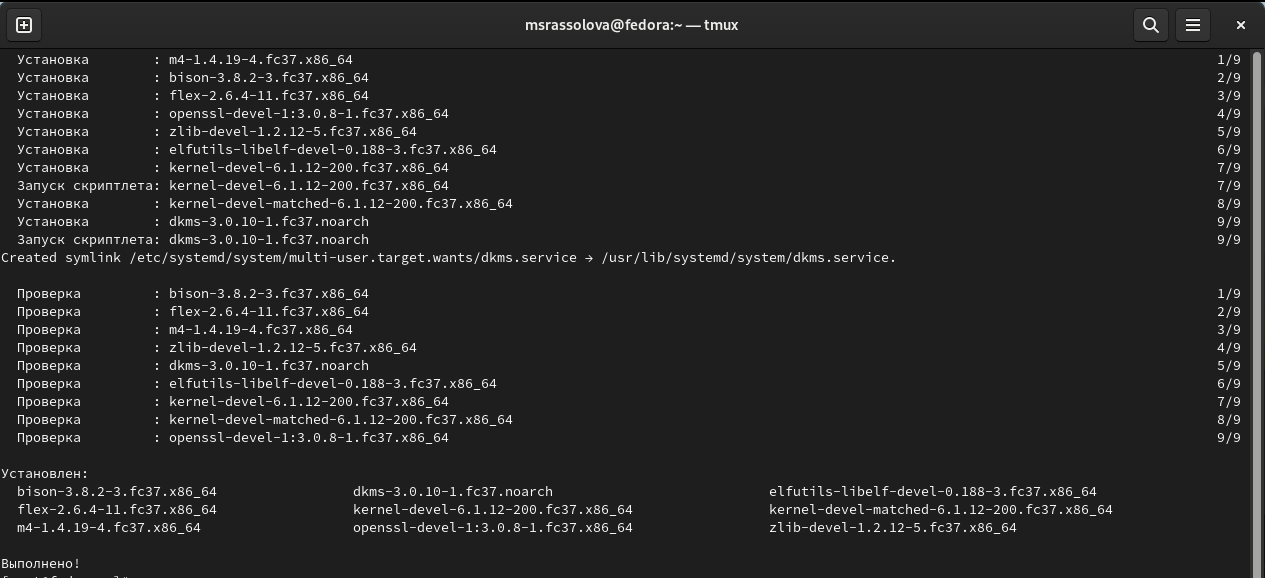 msrassolova@fedora:~ — tmux
Установка : m4-1.4.19-4.fc37.x86_64 1/9
Установка : bison-3.8.2-3.fc37.x86_64 2/9
Установка : flex-2.6.4-11.fc37.x86_64 3/9
Установка : openssl-devel-1:3.0.8-1.fc37.x86_64 4/9
Установка : zlib-devel-1.2.12-5.fc37.x86_64 5/9
Установка : elfutils-libelf-devel-0.188-3.fc37.x86_64 6/9
Установка : kernel-devel-6.1.12-200.fc37.x86_64 7/9
Запуск скриптлета: kernel-devel-6.1.12-200.fc37.x86_64 7/9
Установка : kernel-devel-matched-6.1.12-200.fc37.x86_64 8/9
Установка : dkms-3.0.10-1.fc37.noarch 9/9
Запуск скриптлета: dkms-3.0.10-1.fc37.noarch 9/9
Created symlink /etc/systemd/system/multi-user.target.wants/dkms.service → /usr/lib/systemd/system/dkms.service.
Проверка : bison-3.8.2-3.fc37.x86_64 1/9
Проверка : flex-2.6.4-11.fc37.x86_64 2/9
Проверка : m4-1.4.19-4.fc37.x86_64 3/9
Проверка : zlib-devel-1.2.12-5.fc37.x86_64 4/9
Проверка : dkms-3.0.10-1.fc37.noarch 5/9
Проверка : elfutils-libelf-devel-0.188-3.fc37.x86_64 6/9
Проверка : kernel-devel-6.1.12-200.fc37.x86_64 7/9
Проверка : kernel-devel-matched-6.1.12-200.fc37.x86_64 8/9
Проверка : openssl-devel-1:3.0.8-1.fc37.x86_64 9/9
Установлен:
bison-3.8.2-3.fc37.x86_64 dkms-3.0.10-1.fc37.noarch elfutils-libelf-devel-0.188-3.fc37.x86_64
flex-2.6.4-11.fc37.x86_64 kernel-devel-6.1.12-200.fc37.x86_64 kernel-devel-matched-6.1.12-200.fc37.x86_64
m4-1.4.19-4.fc37.x86_64 openssl-devel-1:3.0.8-1.fc37.x86_64 zlib-devel-1.2.12-5.fc37.x86_64
Выполнено!